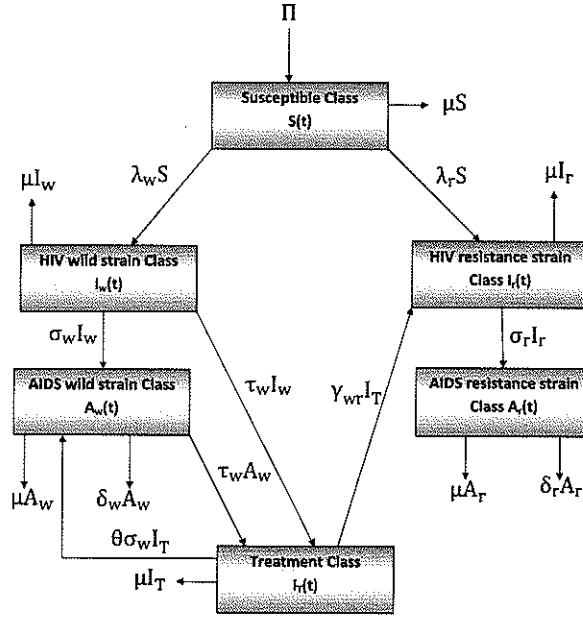 Π
Susceptible Class
S(t)
μS
λwS
λrS
μIw
μIr
HIV wild strain Class
Iw(t)
HIV resistance strain
Class Ir(t)
σwIw
σrIr
τwIw
γwrIT
AIDS wild strain Class
Aw(t)
AIDS resistance strain
Class Ar(t)
τwAw
μAw
δwAw
μAr
δrAr
θσwIT
Treatment Class
IT(t)
μIT